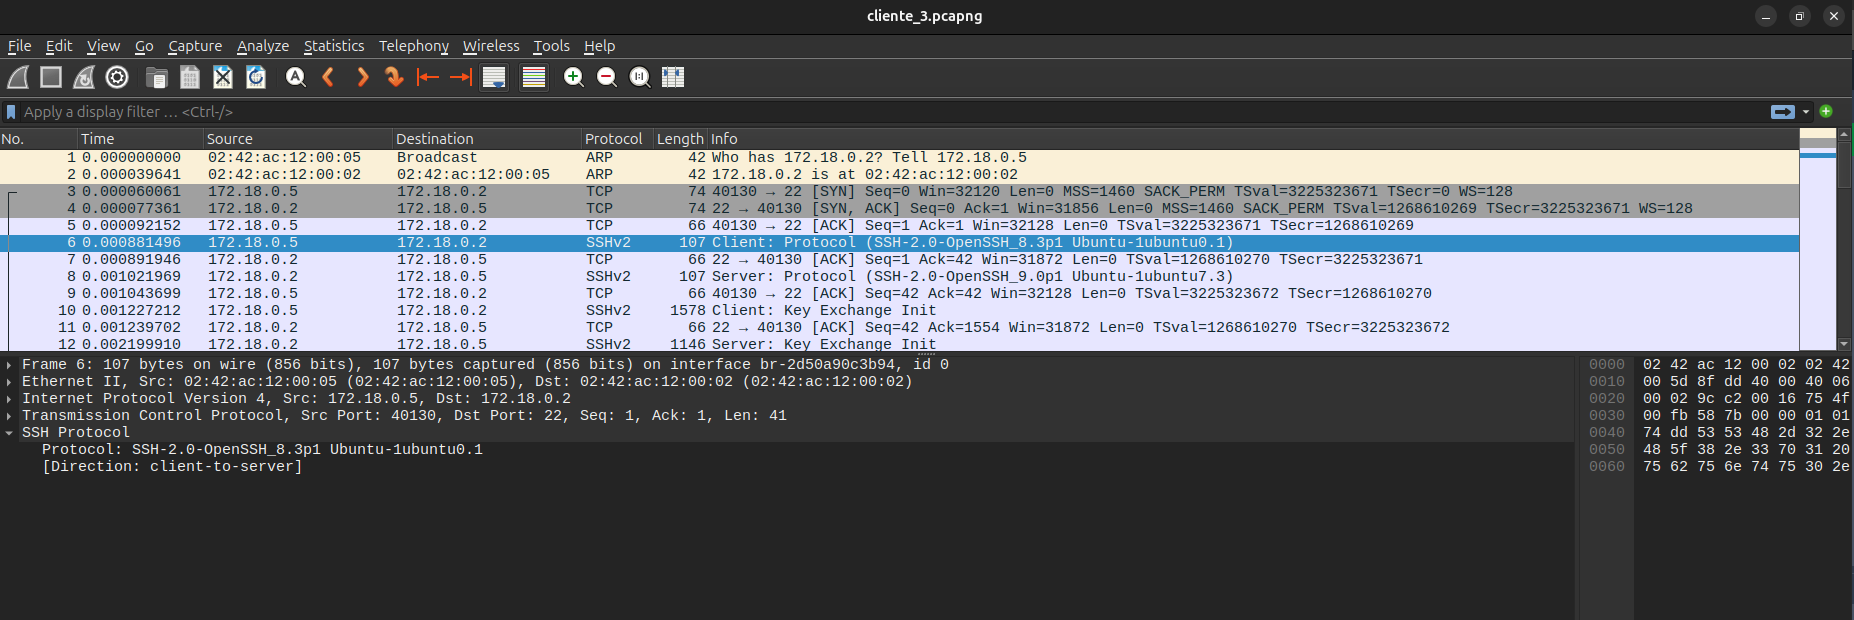 cliente_3.pcapng
File Edit View Go Capture Analyze Statistics Telephony Wireless Tools Help
Apply a display filter … <Ctrl-/>
No. Time Source Destination Protocol Length Info
1 0.000000000 02:42:ac:12:00:05 Broadcast ARP 42 Who has 172.18.0.2? Tell 172.18.0.5
2 0.000039641 02:42:ac:12:00:02 02:42:ac:12:00:05 ARP 42 172.18.0.2 is at 02:42:ac:12:00:02
3 0.000060061 172.18.0.5 172.18.0.2 TCP 74 40130 → 22 [SYN] Seq=0 Win=32120 Len=0 MSS=1460 SACK_PERM TSval=3225323671 TSecr=0 WS=128
4 0.000077361 172.18.0.2 172.18.0.5 TCP 74 22 → 40130 [SYN, ACK] Seq=0 Ack=1 Win=31856 Len=0 MSS=1460 SACK_PERM TSval=1268610269 TSecr=3225323671 WS=128
5 0.000092152 172.18.0.5 172.18.0.2 TCP 66 40130 → 22 [ACK] Seq=1 Ack=1 Win=32128 Len=0 TSval=3225323671 TSecr=1268610269
6 0.000881496 172.18.0.5 172.18.0.2 SSHv2 107 Client: Protocol (SSH-2.0-OpenSSH_8.3p1 Ubuntu-1ubuntu0.1)
7 0.000891946 172.18.0.2 172.18.0.5 TCP 66 22 → 40130 [ACK] Seq=1 Ack=42 Win=31872 Len=0 TSval=1268610270 TSecr=3225323671
8 0.001021969 172.18.0.2 172.18.0.5 SSHv2 107 Server: Protocol (SSH-2.0-OpenSSH_9.0p1 Ubuntu-1ubuntu7.3)
9 0.001043699 172.18.0.5 172.18.0.2 TCP 66 40130 → 22 [ACK] Seq=42 Ack=42 Win=32128 Len=0 TSval=3225323672 TSecr=1268610270
10 0.001227212 172.18.0.5 172.18.0.2 SSHv2 1578 Client: Key Exchange Init
11 0.001239702 172.18.0.2 172.18.0.5 TCP 66 22 → 40130 [ACK] Seq=42 Ack=1554 Win=31872 Len=0 TSval=1268610270 TSecr=3225323672
12 0.002199910 172.18.0.2 172.18.0.5 SSHv2 1146 Server: Key Exchange Init
Frame 6: 107 bytes on wire (856 bits), 107 bytes captured (856 bits) on interface br-2d50a90c3b94, id 0
Ethernet II, Src: 02:42:ac:12:00:05 (02:42:ac:12:00:05), Dst: 02:42:ac:12:00:02 (02:42:ac:12:00:02)
Internet Protocol Version 4, Src: 172.18.0.5, Dst: 172.18.0.2
Transmission Control Protocol, Src Port: 40130, Dst Port: 22, Seq: 1, Ack: 1, Len: 41
SSH Protocol
Protocol: SSH-2.0-OpenSSH_8.3p1 Ubuntu-1ubuntu0.1
[Direction: client-to-server]
0000 02 42 ac 12 00 02 02 42
0010 00 5d 8f dd 40 00 40 06
0020 00 02 9c c2 00 16 75 4f
0030 00 fb 58 7b 00 00 01 01
0040 74 dd 53 53 48 2d 32 2e
0050 48 5f 38 2e 33 70 31 20
0060 75 62 75 6e 74 75 30 2e